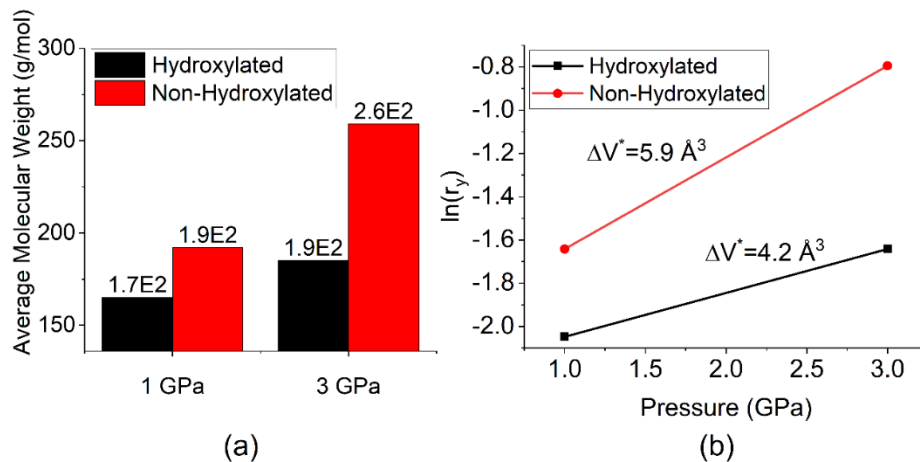 Average Molecular Weight (g/mol)
300
250
200
150
Hydroxylated
Non-Hydroxylated
1.7E2
1.9E2
1.9E2
2.6E2
1 GPa
3 GPa
(a)
ln(r_y)
-0.8
-1.0
-1.2
-1.4
-1.6
-1.8
-2.0
Hydroxylated
Non-Hydroxylated
ΔV*=5.9 Å³
ΔV*=4.2 Å³
1.0
1.5
2.0
2.5
3.0
Pressure (GPa)
(b)